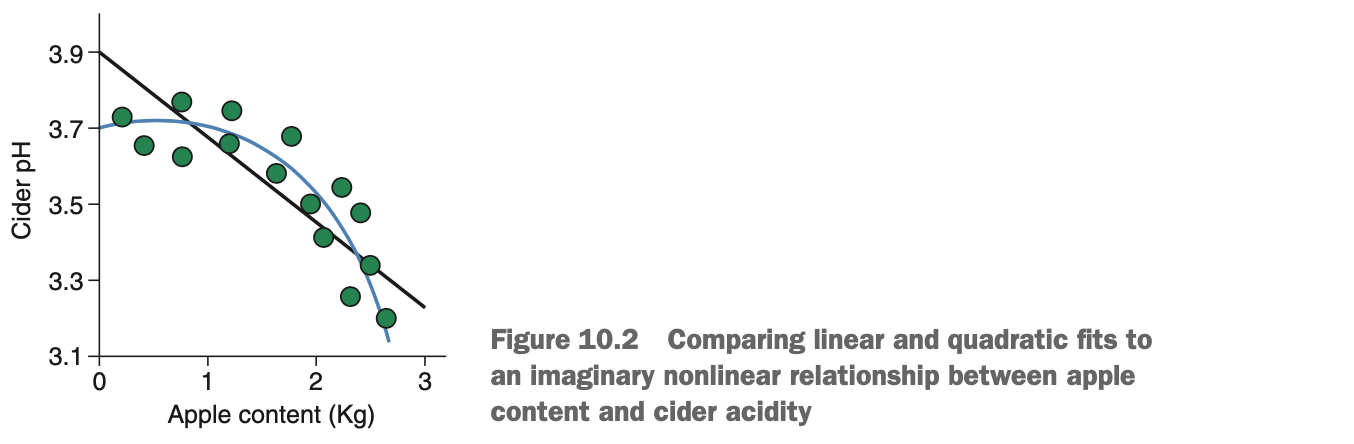 3.9
3.7
3.5
3.3
3.1
Cider pH
0 1 2 3
Apple content (Kg)
Figure 10.2 Comparing linear and quadratic fits to
an imaginary nonlinear relationship between apple
content and cider acidity